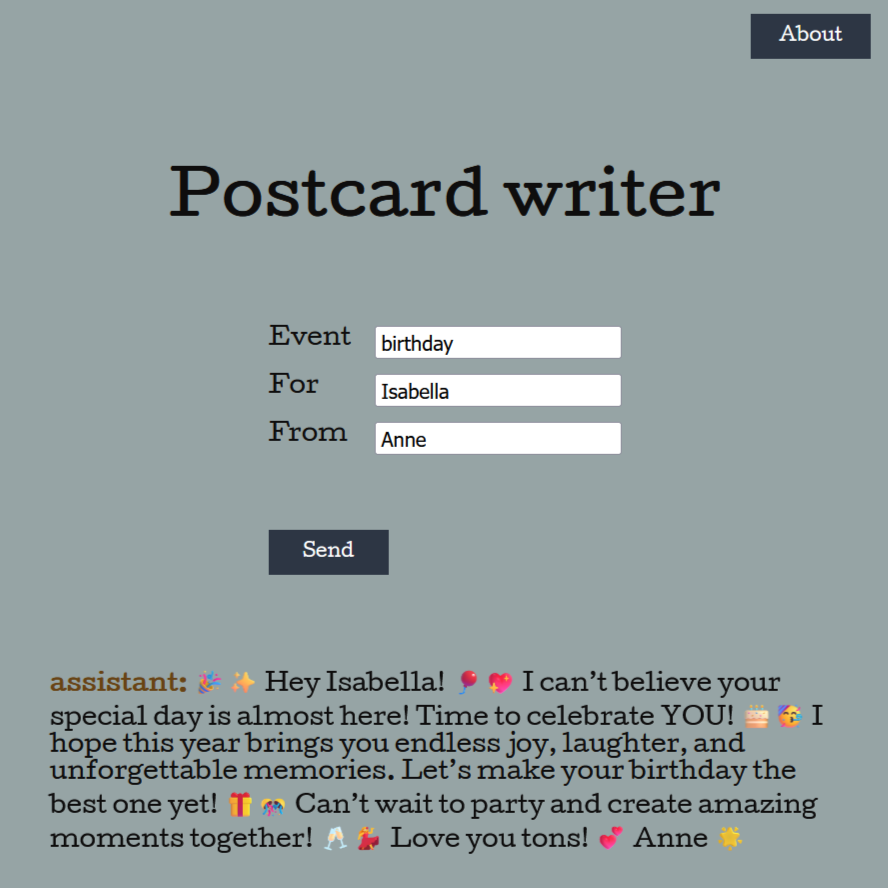 About
Postcard writer
Event birthday
For Isabella
From Anne
Send
assistant: 🎉 ✨ Hey Isabella! 🎈 💖 I can’t believe your
special day is almost here! Time to celebrate YOU! 🎂 🥳 I
hope this year brings you endless joy, laughter, and
unforgettable memories. Let’s make your birthday the
best one yet! 🎁 🎊 Can’t wait to party and create amazing
moments together! 🥂 💃 Love you tons! 💕 Anne 🌟